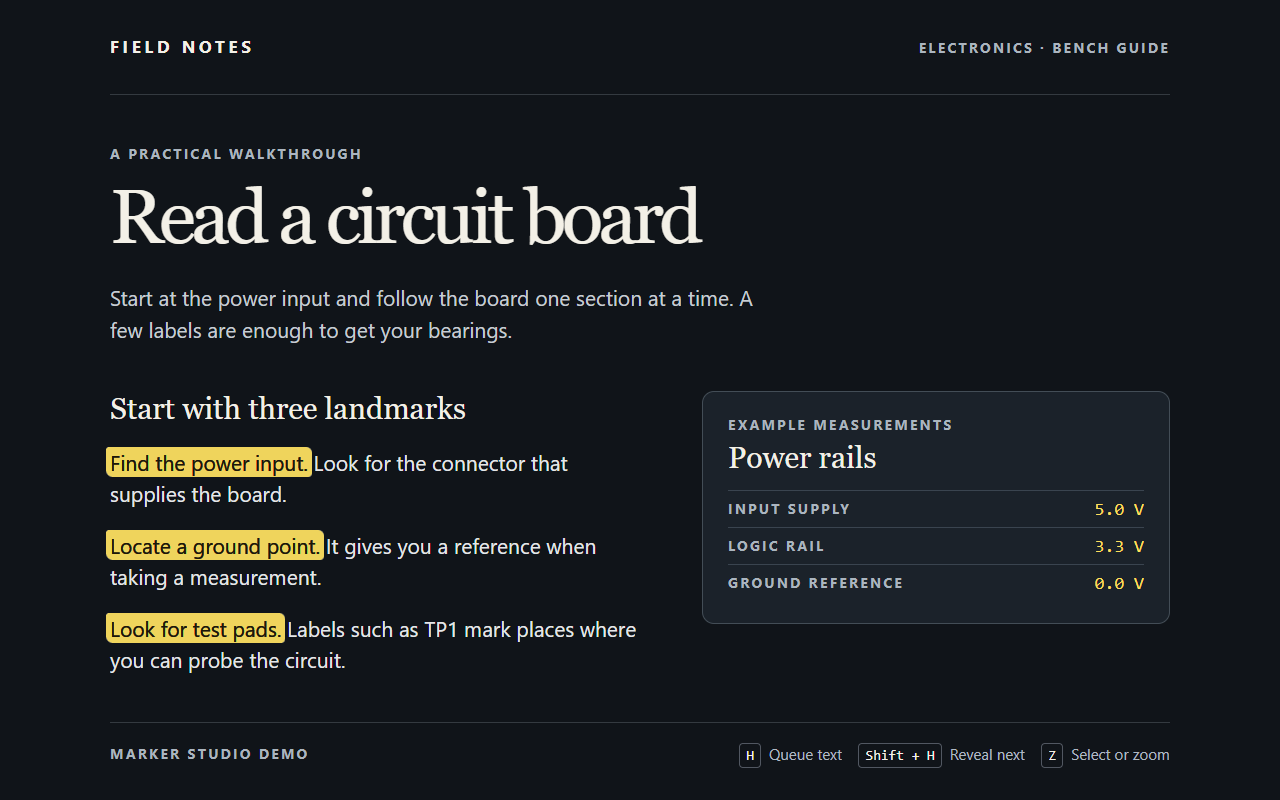 FIELD NOTES
ELECTRONICS · BENCH GUIDE
A PRACTICAL WALKTHROUGH
Read a circuit board
Start at the power input and follow the board one section at a time. A
few labels are enough to get your bearings.
Start with three landmarks
Find the power input. Look for the connector that
supplies the board.
Locate a ground point. It gives you a reference when
taking a measurement.
Look for test pads. Labels such as TP1 mark places where
you can probe the circuit.
EXAMPLE MEASUREMENTS
Power rails
INPUT SUPPLY 5.0 V
LOGIC RAIL 3.3 V
GROUND REFERENCE 0.0 V
MARKER STUDIO DEMO
H Queue text Shift + H Reveal next Z Select or zoom